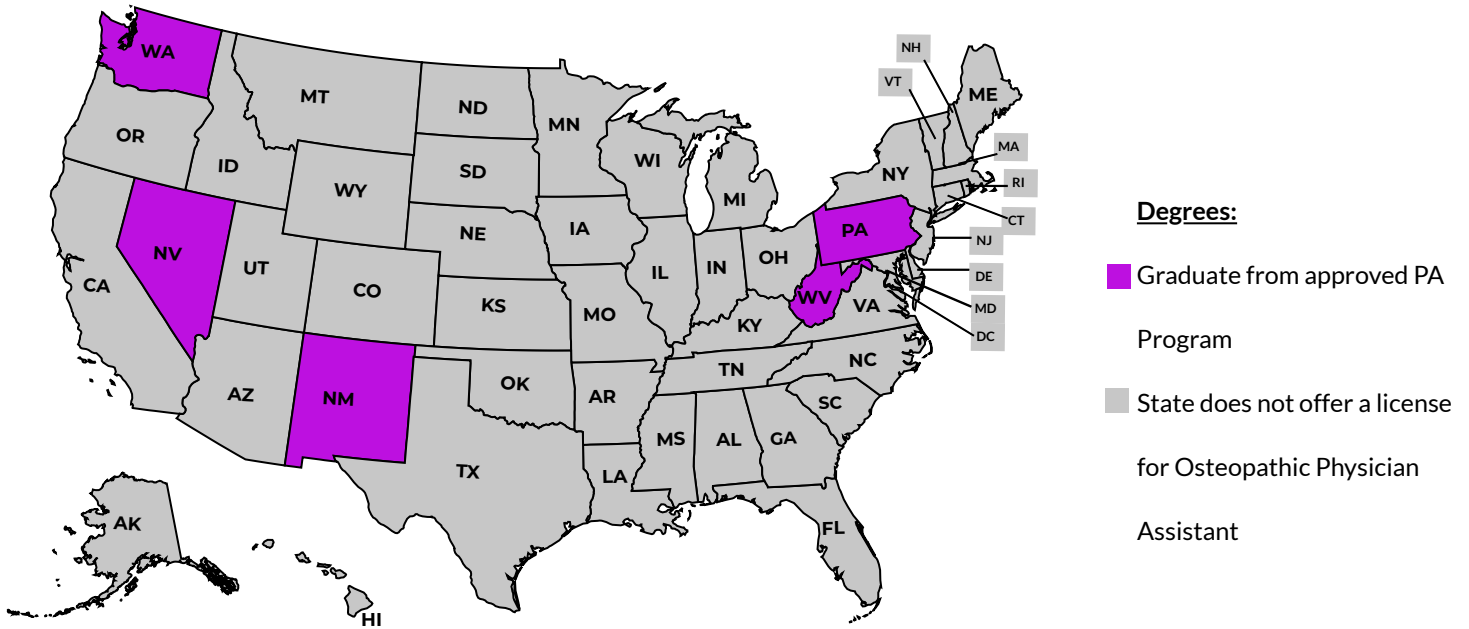 WA
MT
ND
MN
OR
ID
SD
WY
WI
MI
NH
VT
ME
MA
NY
RI
CT
NJ
PA
NV
UT
CA
NE
IA
CO
KS
MO
IL
IN
OH
WV
VA
KY
DE
MD
DC
AZ
NM
OK
AR
TN
NC
SC
MS
AL
GA
TX
LA
FL
AK
HI
Degrees:
Graduate from approved PA
Program
State does not offer a license
for Osteopathic Physician
Assistant